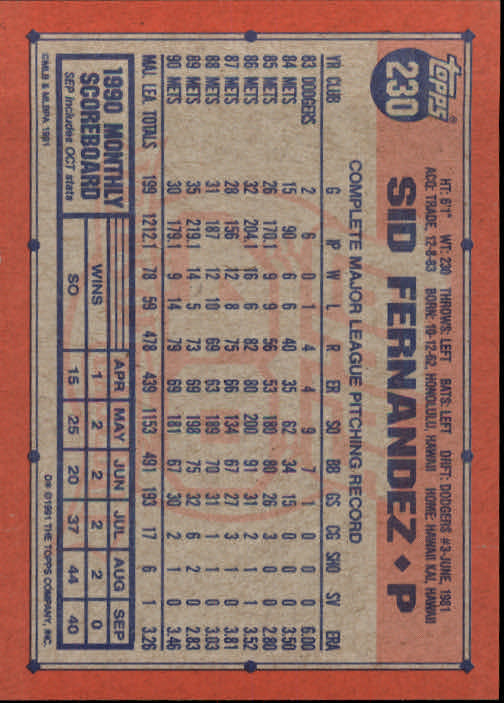 TOPPS®
230
HT: 6'1" WT: 230 THROWS: LEFT BATS: LEFT DRFT: DODGERS #3-JUNE, 1981
ACQ: TRADE, 12-8-83 BORN: 10-12-62, HONOLULU, HAWAII HOME: HAWAII KAI, HAWAII
SID FERNANDEZ • P
COMPLETE MAJOR LEAGUE PITCHING RECORD
YR CLUB G IP W L R ER SO BB GS CG SHO SV ERA
83 DODGERS 2 6 0 1 4 4 9 7 1 0 0 0 6.00
84 METS 15 90 6 6 40 35 62 34 15 0 0 0 3.50
85 METS 26 170.1 9 9 56 53 180 80 26 3 0 0 2.80
86 METS 32 204.1 16 6 82 80 200 91 31 2 1 1 3.52
87 METS 28 156 12 8 75 66 134 67 27 3 1 0 3.81
88 METS 31 187 12 10 69 63 189 70 31 1 1 0 3.03
89 METS 35 219.1 14 5 73 69 198 75 32 6 2 0 2.83
90 METS 30 179.1 9 14 79 69 181 67 30 2 1 0 3.46
MAJ. LEA. TOTALS 199 1212.1 78 59 478 439 1153 491 193 17 6 1 3.26
1990 MONTHLY
SCOREBOARD
SEP includes OCT stats
APR MAY JUN JUL AUG SEP
WINS 1 2 2 2 2 0
SO 15 25 20 37 44 40
©MLB & MLBPA 1991
D* ©1991 THE TOPPS COMPANY, INC.